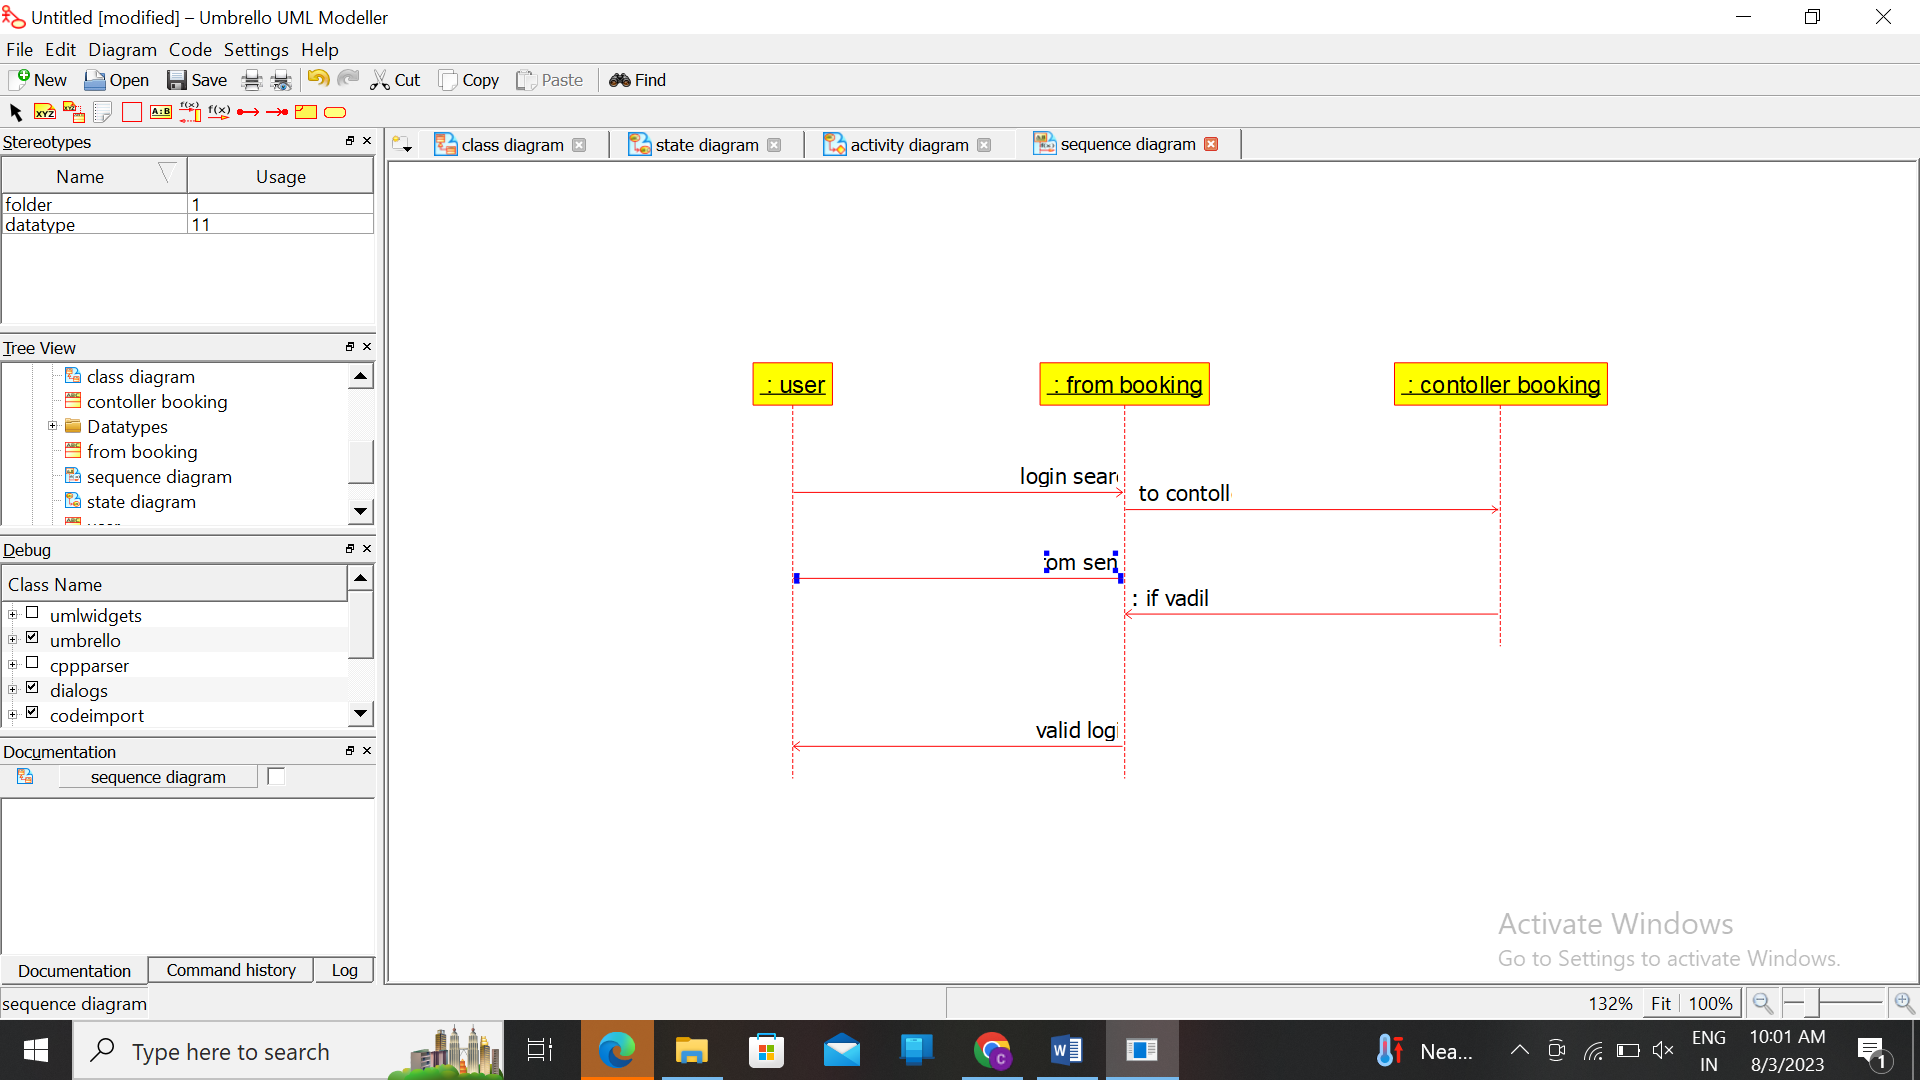 Untitled [modified] – Umbrello UML Modeller
File Edit Diagram Code Settings Help
New Open Save Cut Copy Paste Find
XYZ XYZ A:B f(x) f(x)
Stereotypes
Name Usage
folder 1
datatype 11
Tree View
class diagram
contoller booking
Datatypes
from booking
sequence diagram
state diagram
Debug
Class Name
umlwidgets
umbrello
cppparser
dialogs
codeimport
Documentation
sequence diagram
Documentation Command history Log
sequence diagram
class diagram state diagram activity diagram sequence diagram
: user : from booking : contoller booking
login sear
to contoll
om sen
: if vadil
valid logi
Activate Windows
Go to Settings to activate Windows.
132% Fit 100%
Type here to search
Nea...
ENG
IN
10:01 AM
8/3/2023
1